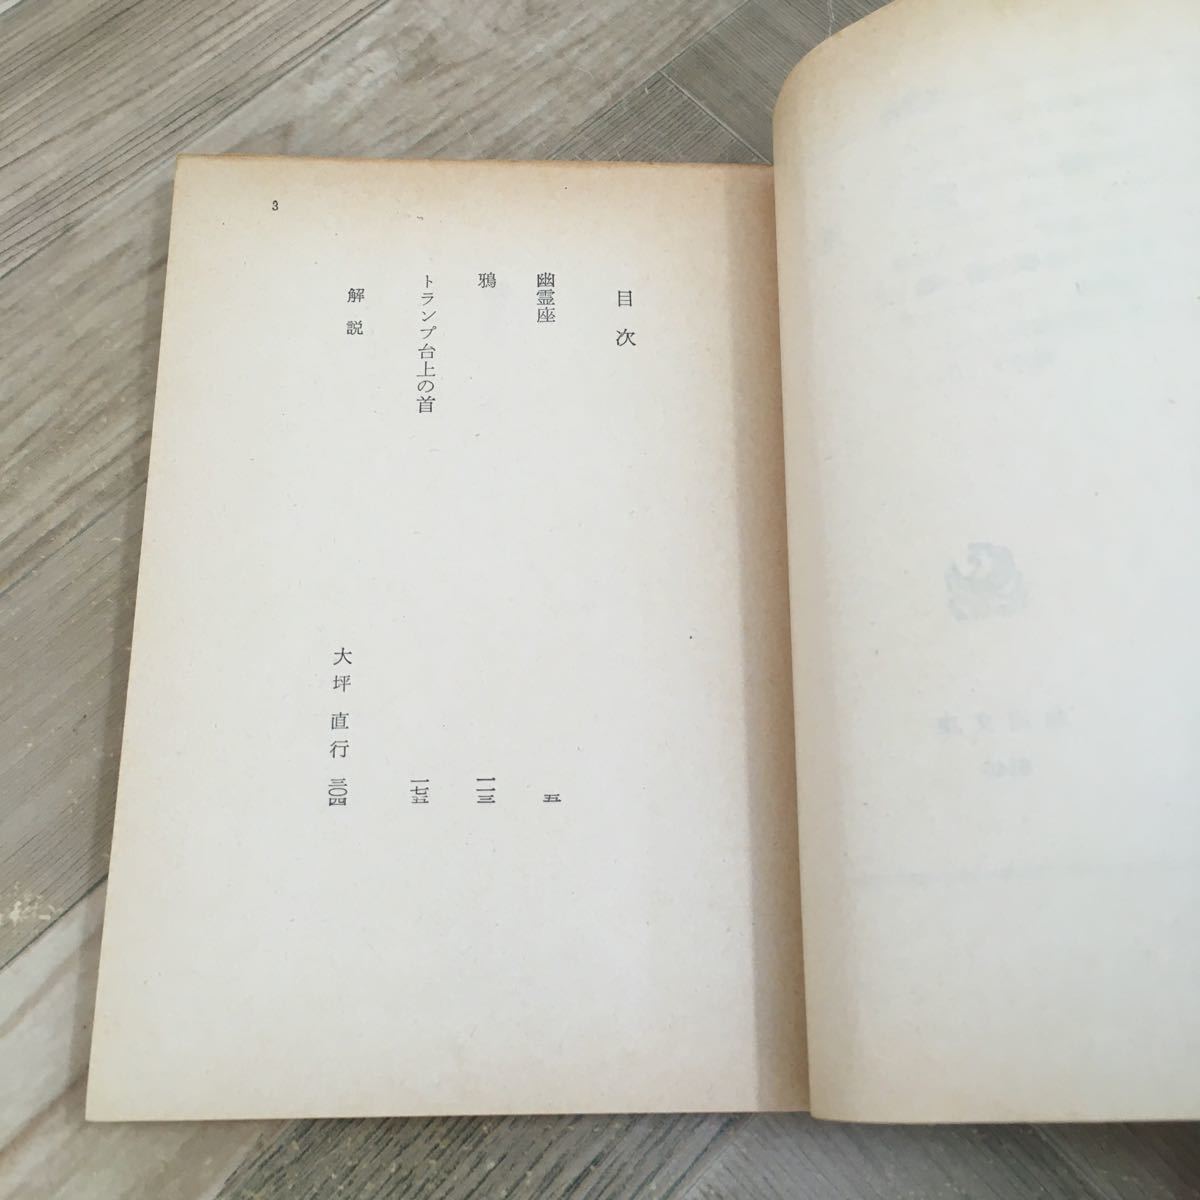 3
目次
幽霊座 五
鴉 一一三
トランプ台上の首 一七五
解説 大坪直行 三〇四